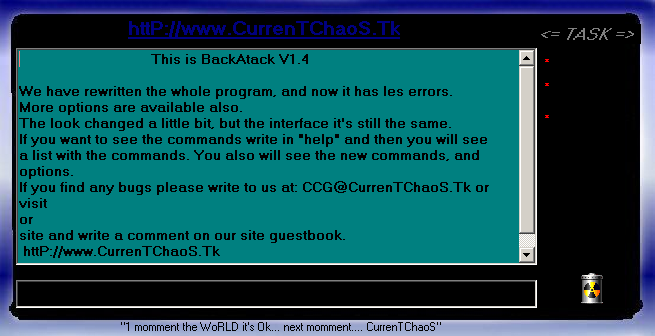 httP://www.CurrenTChaoS.Tk
<= TASK =>
This is BackAtack V1.4
We have rewritten the whole program, and now it has les errors.
More options are available also.
The look changed a little bit, but the interface it's still the same.
If you want to see the commands write in "help" and then you will see
a list with the commands. You also will see the new commands, and
options.
If you find any bugs please write to us at: CCG@CurrenTChaoS.Tk or
visit
or
site and write a comment on our site guestbook.
httP://www.CurrenTChaoS.Tk
*
*
*
"1 momment the WoRLD it's Ok... next momment.... CurrenTChaoS"